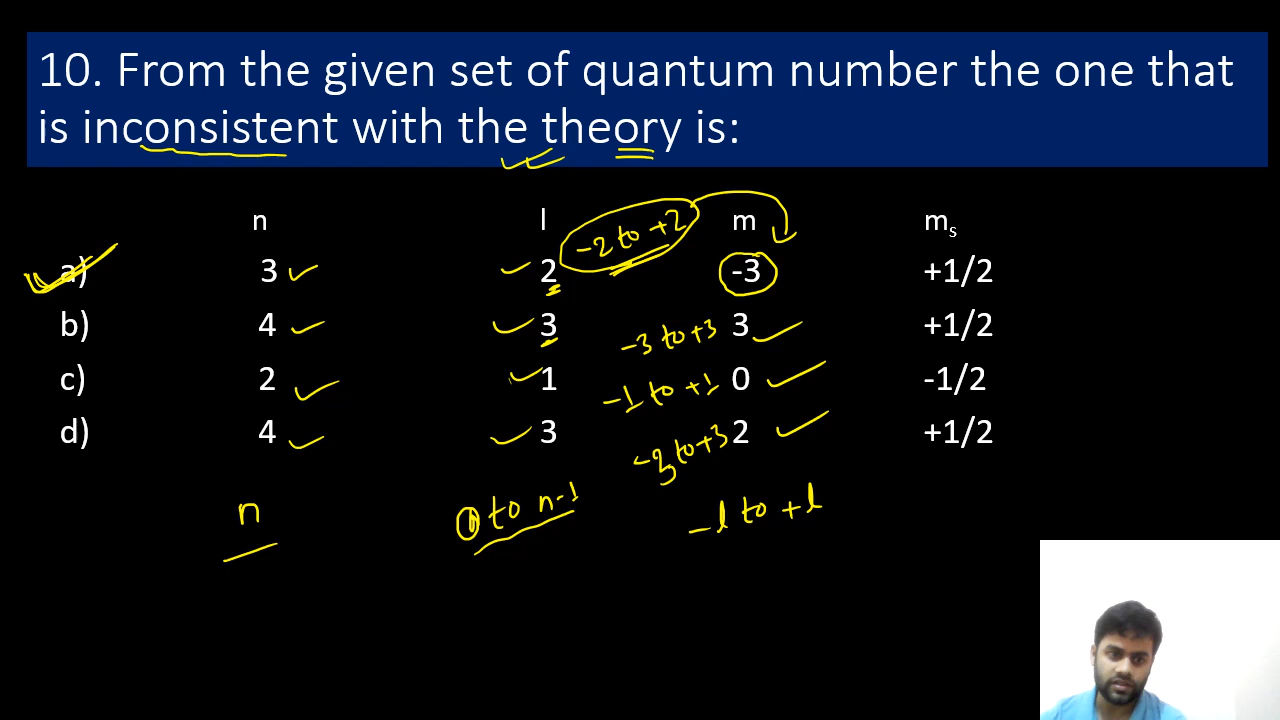 10. From the given set of quantum number the one that
is inconsistent with the theory is:
n l m mₛ
-2 to +2
a) 3 2 -3 +1/2
b) 4 3 -3 to +3 3 +1/2
c) 2 1 -1 to +1 0 -1/2
d) 4 3 -3 to +3 2 +1/2
n to n-1 -l to +l